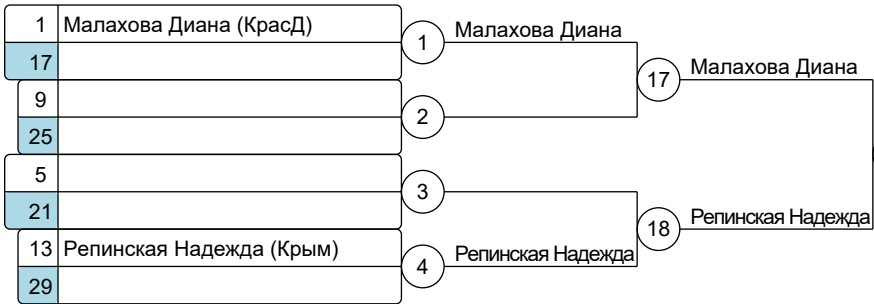 1 Малахова Диана (КрасД)
17
1 Малахова Диана
9
25
2
17 Малахова Диана
5
21
3
13 Репинская Надежда (Крым)
29
4 Репинская Надежда
18 Репинская Надежда